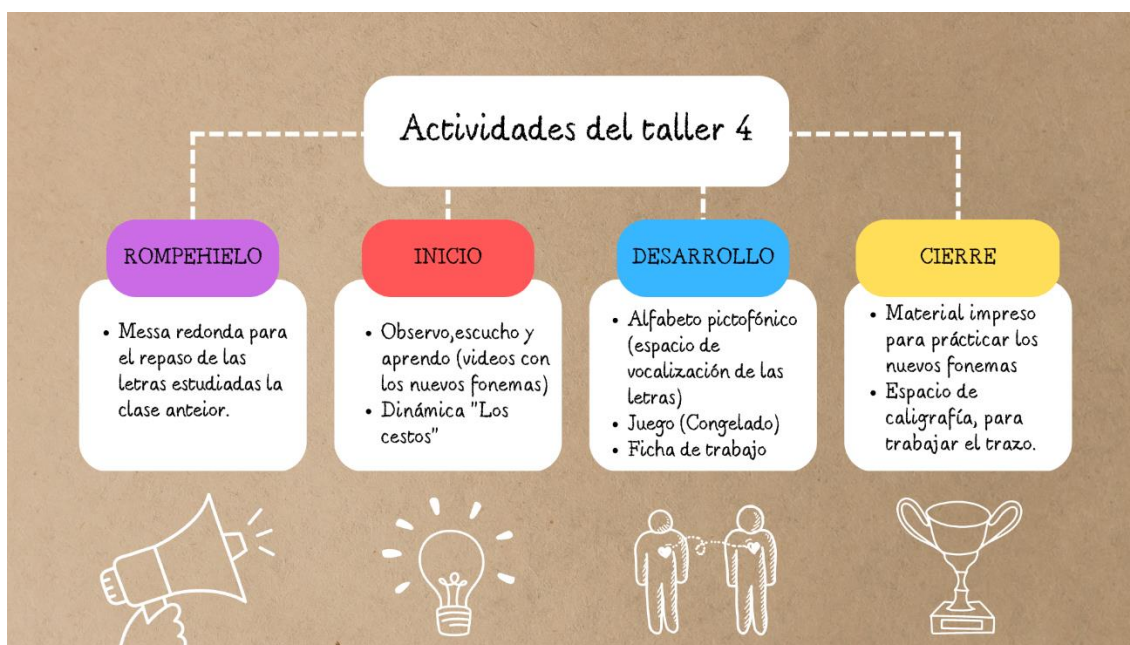 Actividades del taller 4
ROMPEHIELO
• Messa redonda para
el repaso de las
letras estudiadas la
clase anteior.
INICIO
• Observo,escucho y
aprendo (videos con
los nuevos fonemas)
• Dinámica "Los
cestos"
DESARROLLO
• Alfabeto pictofónico
(espacio de
vocalización de las
letras)
• Juego (Congelado)
• Ficha de trabajo
CIERRE
• Material impreso
para prácticar los
nuevos fonemas
• Espacio de
caligrafía, para
trabajar el trazo.